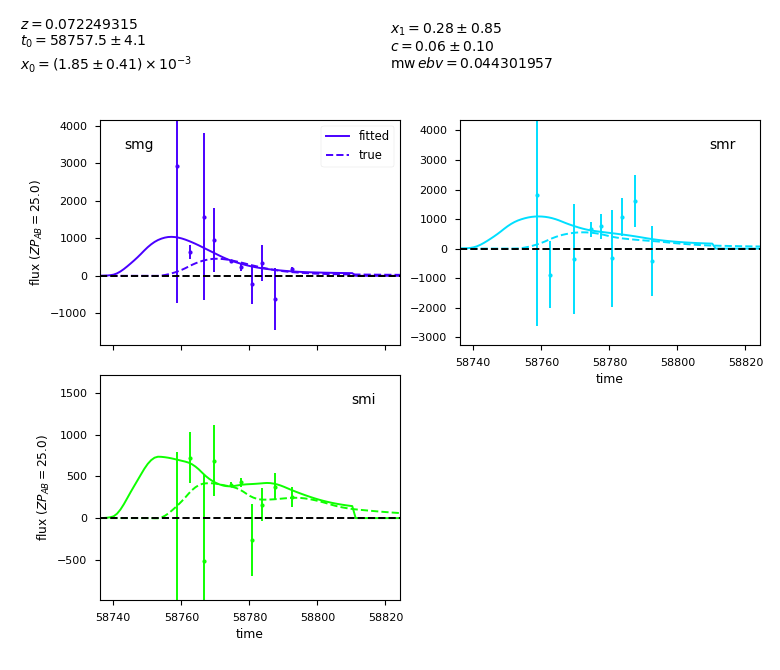 z = 0.072249315
t₀ = 58757.5 ± 4.1
x₀ = (1.85 ± 0.41) × 10⁻³
x₁ = 0.28 ± 0.85
c = 0.06 ± 0.10
mw ebv = 0.044301957
smg
fitted
true
4000
3000
2000
1000
0
−1000
flux (ZP_AB = 25.0)
smr
4000
3000
2000
1000
0
−1000
−2000
−3000
58740 58760 58780 58800 58820
time
smi
1500
1000
500
0
−500
flux (ZP_AB = 25.0)
58740 58760 58780 58800 58820
time